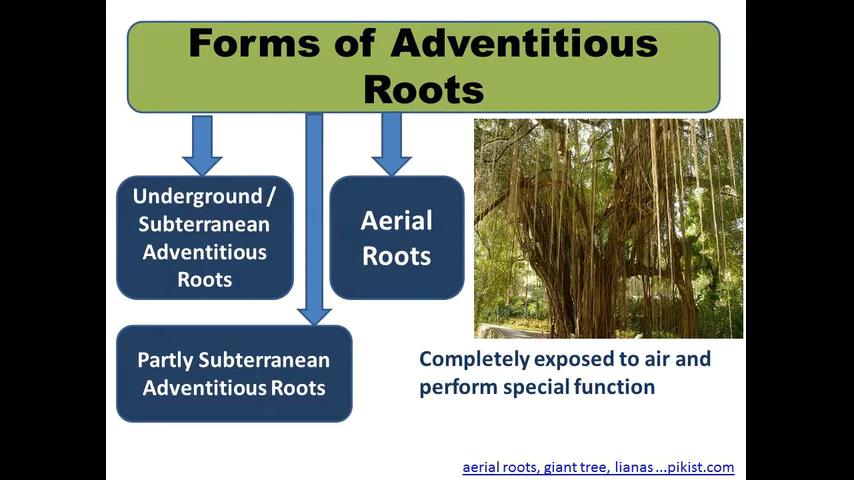 Forms of Adventitious
Roots
Underground /
Subterranean
Adventitious
Roots
Aerial
Roots
Partly Subterranean
Adventitious Roots
Completely exposed to air and
perform special function
aerial roots, giant tree, lianas ...pikist.com